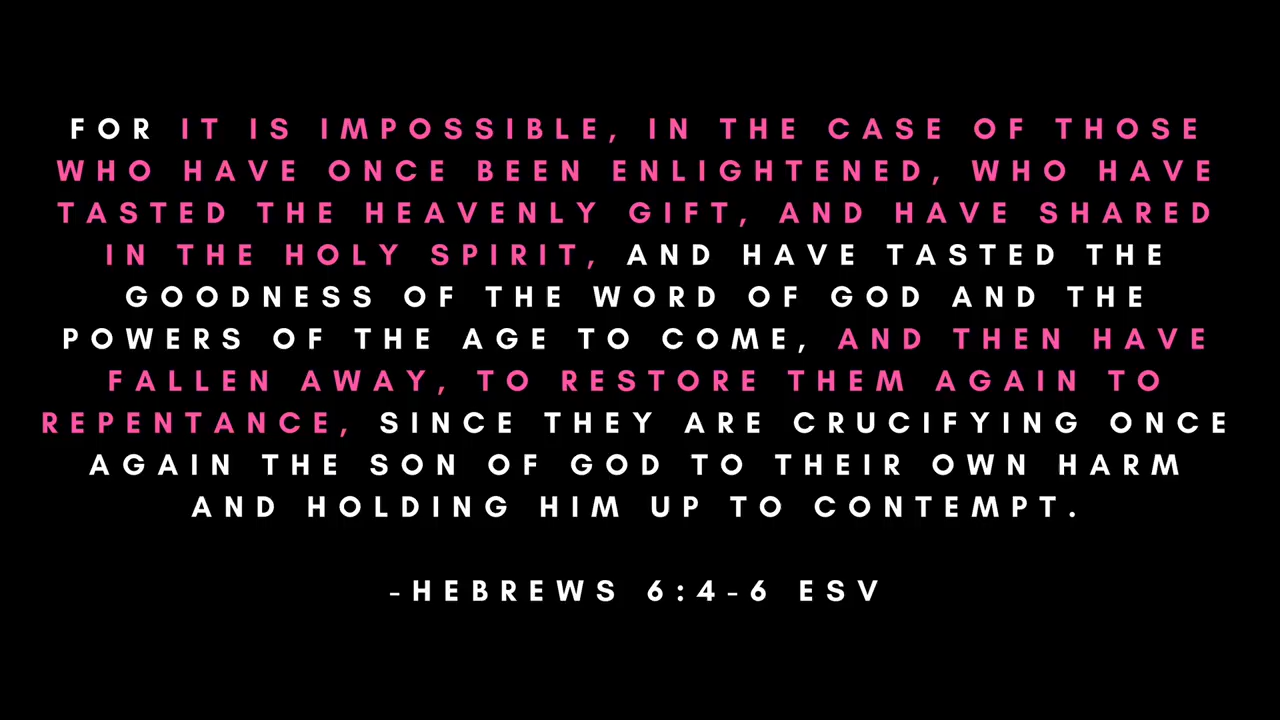 FOR IT IS IMPOSSIBLE, IN THE CASE OF THOSE
WHO HAVE ONCE BEEN ENLIGHTENED, WHO HAVE
TASTED THE HEAVENLY GIFT, AND HAVE SHARED
IN THE HOLY SPIRIT, AND HAVE TASTED THE
GOODNESS OF THE WORD OF GOD AND THE
POWERS OF THE AGE TO COME, AND THEN HAVE
FALLEN AWAY, TO RESTORE THEM AGAIN TO
REPENTANCE, SINCE THEY ARE CRUCIFYING ONCE
AGAIN THE SON OF GOD TO THEIR OWN HARM
AND HOLDING HIM UP TO CONTEMPT.
-HEBREWS 6:4-6 ESV